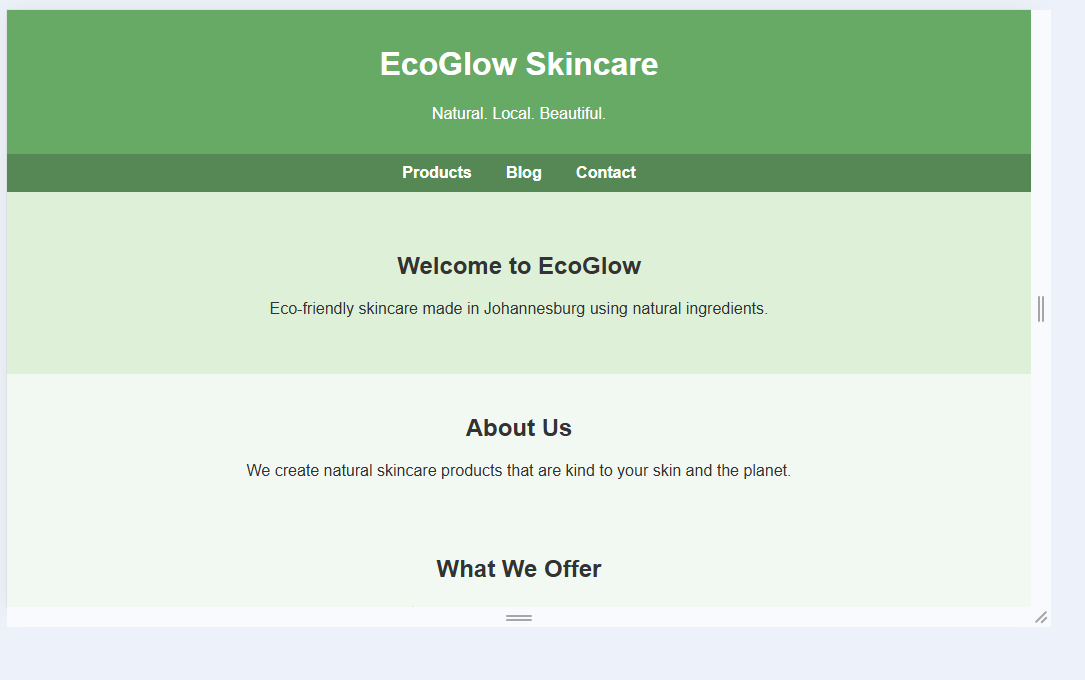 EcoGlow Skincare
Natural. Local. Beautiful.
Products Blog Contact
Welcome to EcoGlow
Eco-friendly skincare made in Johannesburg using natural ingredients.
About Us
We create natural skincare products that are kind to your skin and the planet.
What We Offer